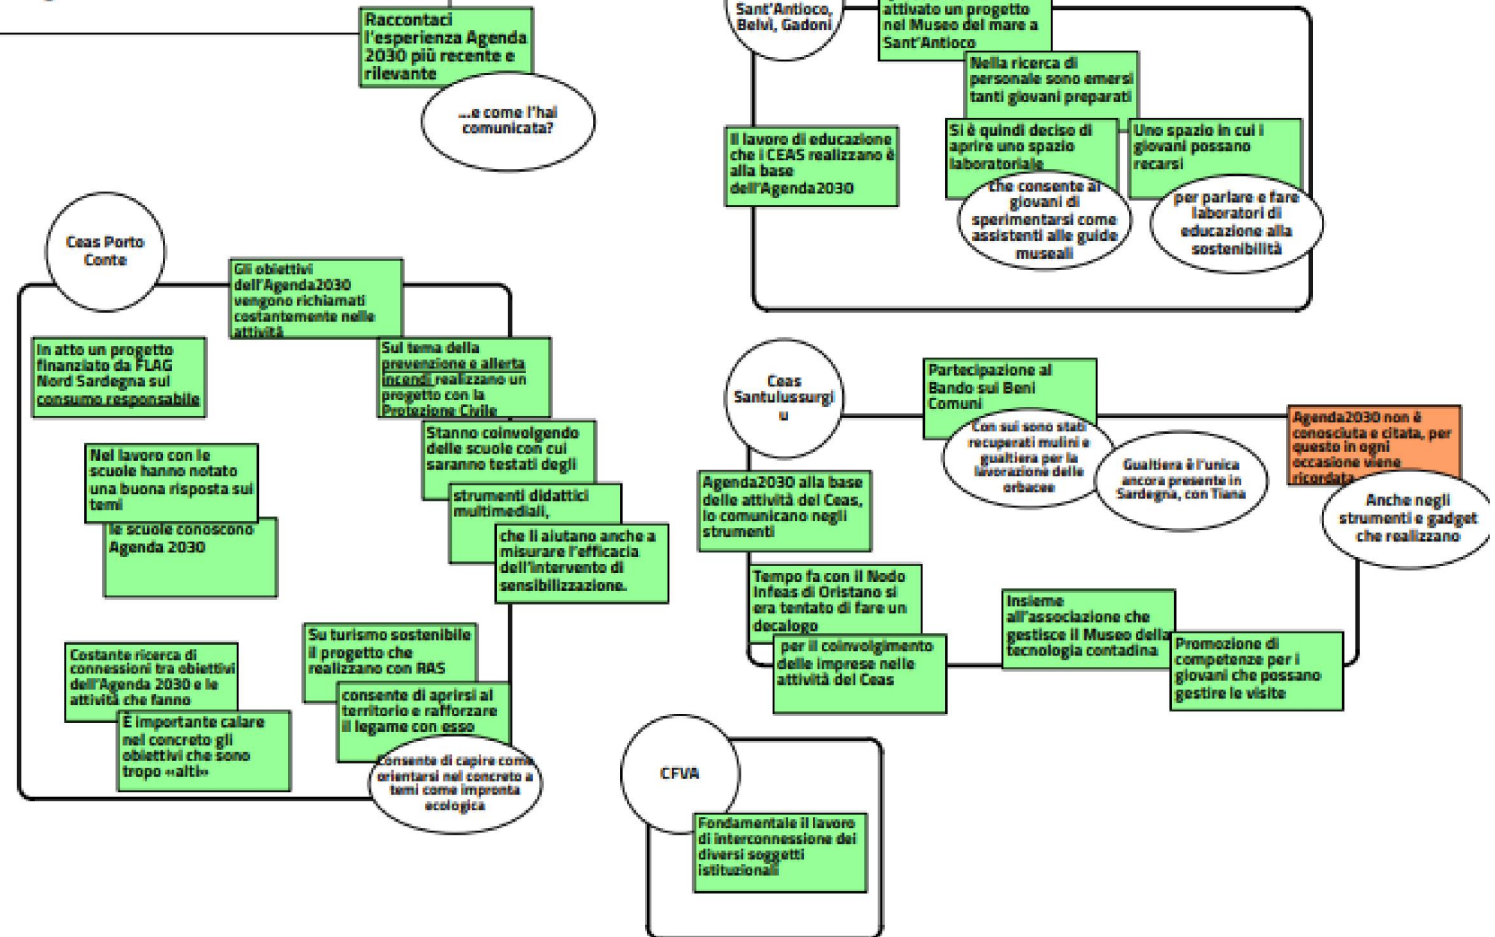 Raccontaci
l'esperienza Agenda
2030 più recente e
rilevante
...e come l'hai
comunicata?
Sant'Antioco,
Belvì, Gadoni
attivato un progetto
nel Museo del mare a
Sant'Antioco
Nella ricerca di
personale sono emersi
tanti giovani preparati
Il lavoro di educazione
che i CEAS realizzano è
alla base
dell'Agenda2030
Si è quindi deciso di
aprire uno spazio
laboratoriale
che consente ai
giovani di
sperimentarsi come
assistenti alle guide
museali
Uno spazio in cui i
giovani possano
recarsi
per parlare e fare
laboratori di
educazione alla
sostenibilità
Ceas Porto
Conte
Gli obiettivi
dell'Agenda2030
vengono richiamati
costantemente nelle
attività
In atto un progetto
finanziato da FLAG
Nord Sardegna sul
consumo responsabile
Sul tema della
prevenzione e allerta
incendi realizzano un
progetto con la
Protezione Civile
Stanno coinvolgendo
delle scuole con cui
saranno testati degli
strumenti didattici
multimediali,
che li aiutano anche a
misurare l'efficacia
dell'intervento di
sensibilizzazione.
Nel lavoro con le
scuole hanno notato
una buona risposta sui
temi
le scuole conoscono
Agenda 2030
Costante ricerca di
connessioni tra obiettivi
dell'Agenda 2030 e le
attività che fanno
È importante calare
nel concreto gli
obiettivi che sono
tropo «alti»
Su turismo sostenibile
il progetto che
realizzano con RAS
consente di aprirsi al
territorio e rafforzare
il legame con esso
Consente di capire come
orientarsi nel concreto a
temi come impronta
ecologica
Ceas
Santulussurgi
u
Partecipazione al
Bando sui Beni
Comuni
Con sui sono stati
recuperati mulini e
gualtiera per la
lavorazione delle
orbacee
Gualtiera è l'unica
ancora presente in
Sardegna, con Tiana
Agenda2030 non è
conosciuta e citata, per
questo in ogni
occasione viene
ricordata
Anche negli
strumenti e gadget
che realizzano
Agenda2030 alla base
delle attività del Ceas,
lo comunicano negli
strumenti
Tempo fa con il Nodo
Infeas di Oristano si
era tentato di fare un
decalogo
per il coinvolgimento
delle imprese nelle
attività del Ceas
Insieme
all'associazione che
gestisce il Museo della
tecnologia contadina
Promozione di
competenze per i
giovani che possano
gestire le visite
CFVA
Fondamentale il lavoro
di interconnessione dei
diversi soggetti
istituzionali